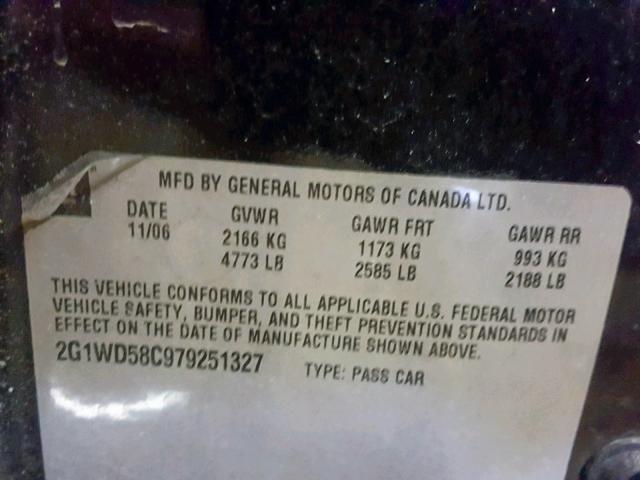 MFD BY GENERAL MOTORS OF CANADA LTD.
DATE GVWR GAWR FRT GAWR RR
11/06 2166 KG 1173 KG 993 KG
4773 LB 2585 LB 2188 LB
THIS VEHICLE CONFORMS TO ALL APPLICABLE U.S. FEDERAL MOTOR
VEHICLE SAFETY, BUMPER, AND THEFT PREVENTION STANDARDS IN
EFFECT ON THE DATE OF MANUFACTURE SHOWN ABOVE.
2G1WD58C979251327 TYPE: PASS CAR